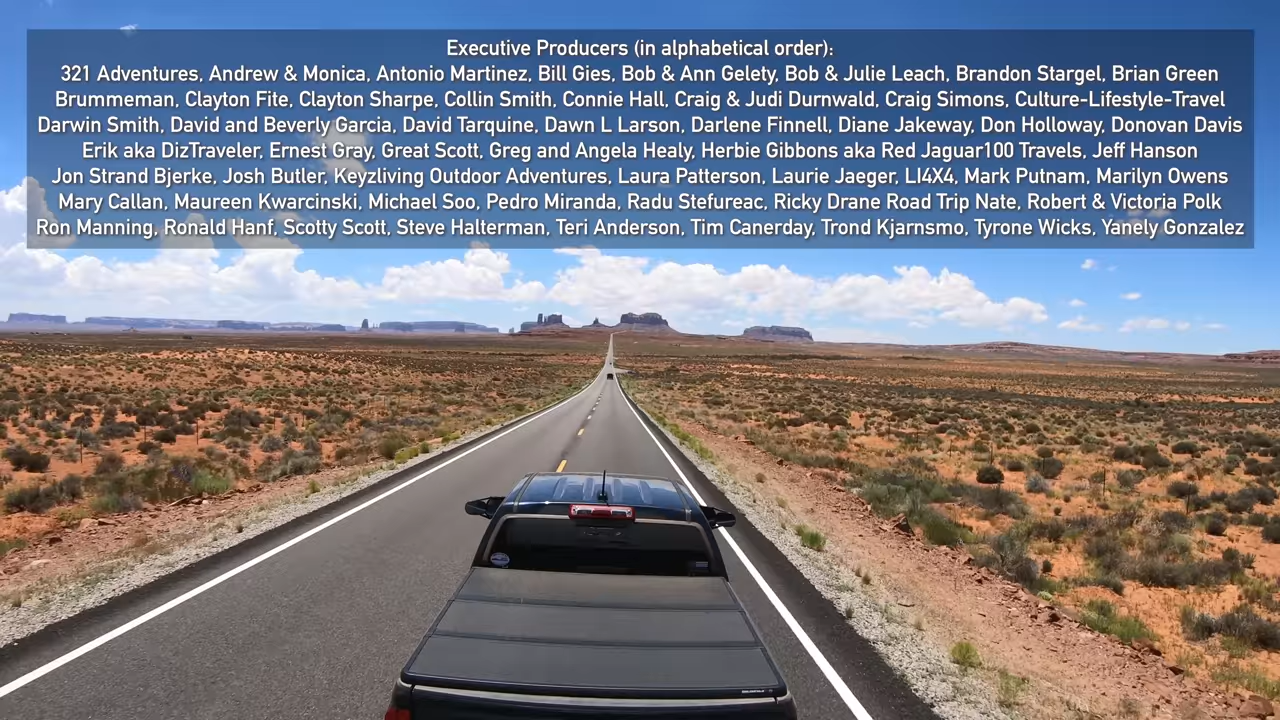 Executive Producers (in alphabetical order):
321 Adventures, Andrew & Monica, Antonio Martinez, Bill Gies, Bob & Ann Gelety, Bob & Julie Leach, Brandon Stargel, Brian Green
Brummeman, Clayton Fite, Clayton Sharpe, Collin Smith, Connie Hall, Craig & Judi Durnwald, Craig Simons, Culture-Lifestyle-Travel
Darwin Smith, David and Beverly Garcia, David Tarquine, Dawn L Larson, Darlene Finnell, Diane Jakeway, Don Holloway, Donovan Davis
Erik aka DizTraveler, Ernest Gray, Great Scott, Greg and Angela Healy, Herbie Gibbons aka Red Jaguar100 Travels, Jeff Hanson
Jon Strand Bjerke, Josh Butler, Keyzliving Outdoor Adventures, Laura Patterson, Laurie Jaeger, LI4X4, Mark Putnam, Marilyn Owens
Mary Callan, Maureen Kwarcinski, Michael Soo, Pedro Miranda, Radu Stefureac, Ricky Drane Road Trip Nate, Robert & Victoria Polk
Ron Manning, Ronald Hanf, Scotty Scott, Steve Halterman, Teri Anderson, Tim Canerday, Trond Kjarnsmo, Tyrone Wicks, Yanely Gonzalez